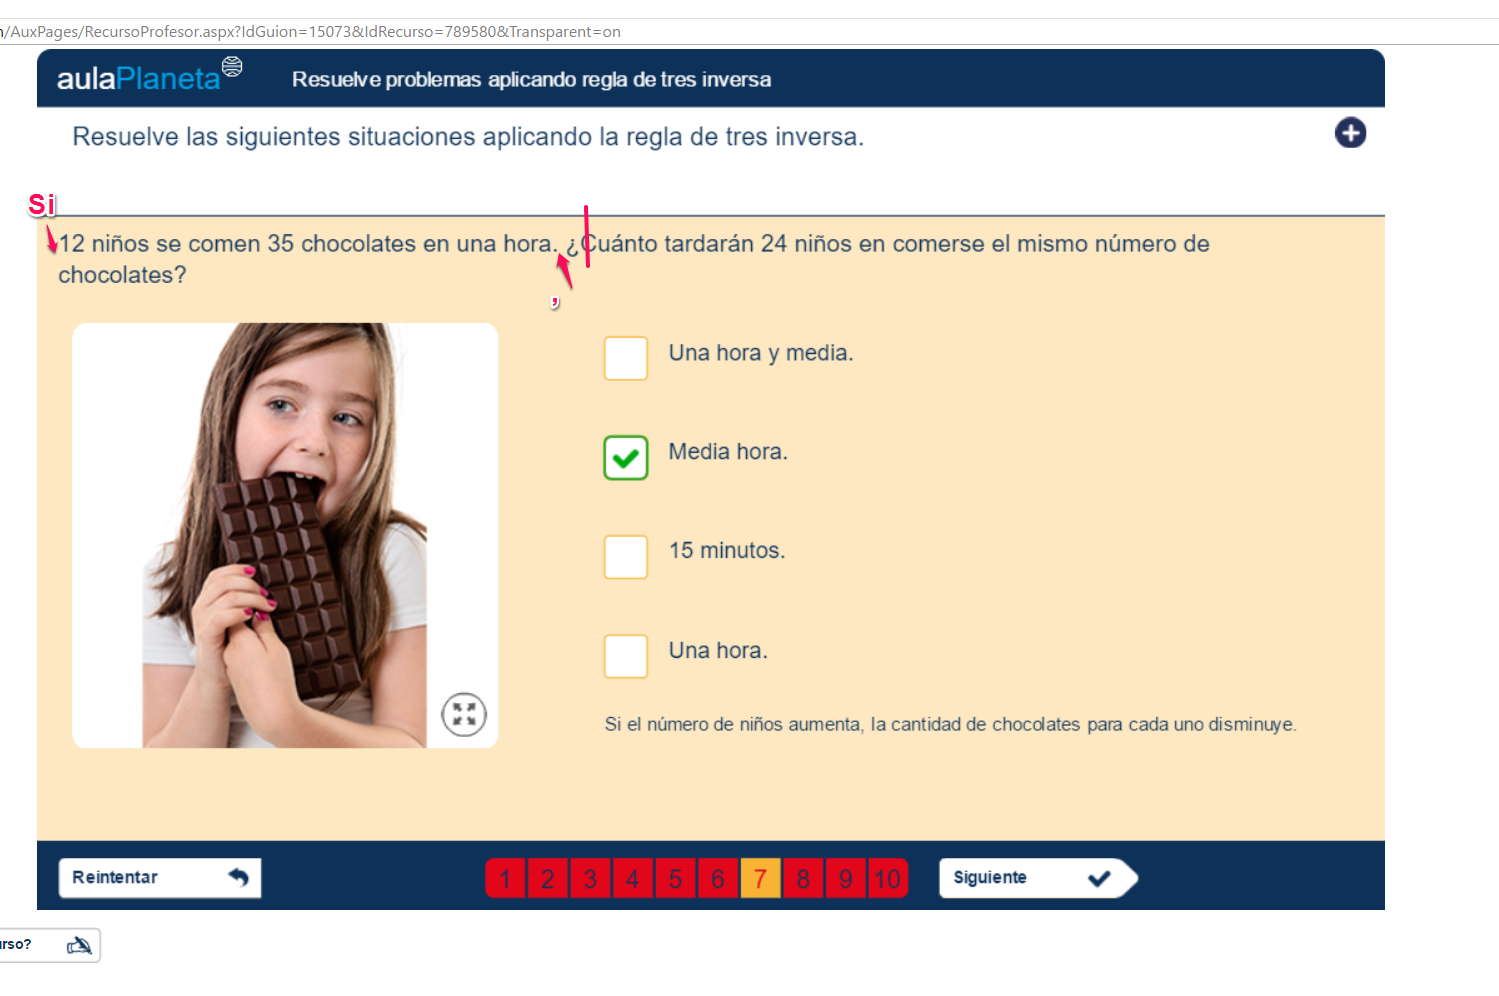 /AuxPages/RecursoProfesor.aspx?IdGuion=15073&IdRecurso=789580&Transparent=on
aulaPlaneta
Resuelve problemas aplicando regla de tres inversa
Resuelve las siguientes situaciones aplicando la regla de tres inversa.
Si
12 niños se comen 35 chocolates en una hora. ¿Cuánto tardarán 24 niños en comerse el mismo número de
chocolates?
,
Una hora y media.
Media hora.
15 minutos.
Una hora.
Si el número de niños aumenta, la cantidad de chocolates para cada uno disminuye.
Reintentar
1 2 3 4 5 6 7 8 9 10
Siguiente
rso?